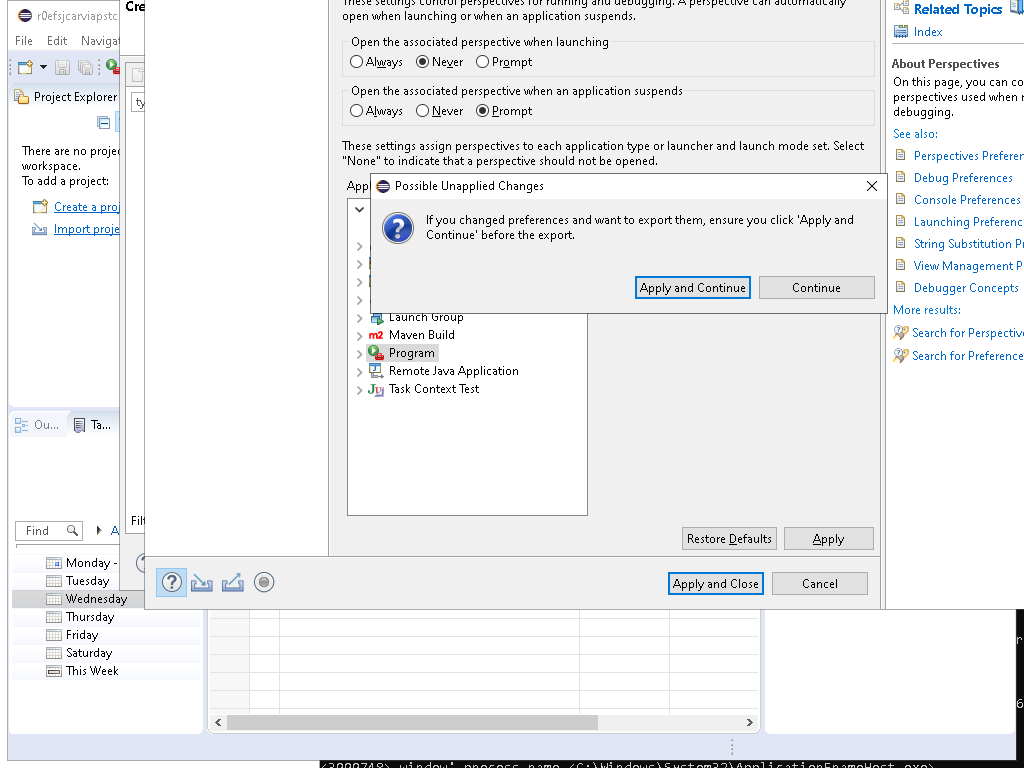 r0efsjcarviapstc
Cre
These settings control perspectives for running and debugging. A perspective can automatically
open when launching or when an application suspends.
Related Topics
File Edit Navigat
Index
Open the associated perspective when launching
Always Never Prompt
About Perspectives
On this page, you can co
perspectives used when r
debugging.
Open the associated perspective when an application suspends
Always Never Prompt
Project Explorer
ty
See also:
There are no projec
workspace.
To add a project:
These settings assign perspectives to each application type or launcher and launch mode set. Select
"None" to indicate that a perspective should not be opened.
Perspectives Preferen
Debug Preferences
Console Preferences
Launching Preferenc
String Substitution Pr
View Management P
Debugger Concepts
Create a proj
Import proje
Appl
Possible Unapplied Changes
If you changed preferences and want to export them, ensure you click 'Apply and
Continue' before the export.
Apply and Continue Continue
More results:
Search for Perspective
Search for Preference
Launch Group
m2 Maven Build
Program
Remote Java Application
Ju Task Context Test
Ou... Ta...
Filt
Find A
Restore Defaults Apply
Apply and Close Cancel
Monday -
Tuesday
Wednesday
Thursday
Friday
Saturday
This Week
r
6